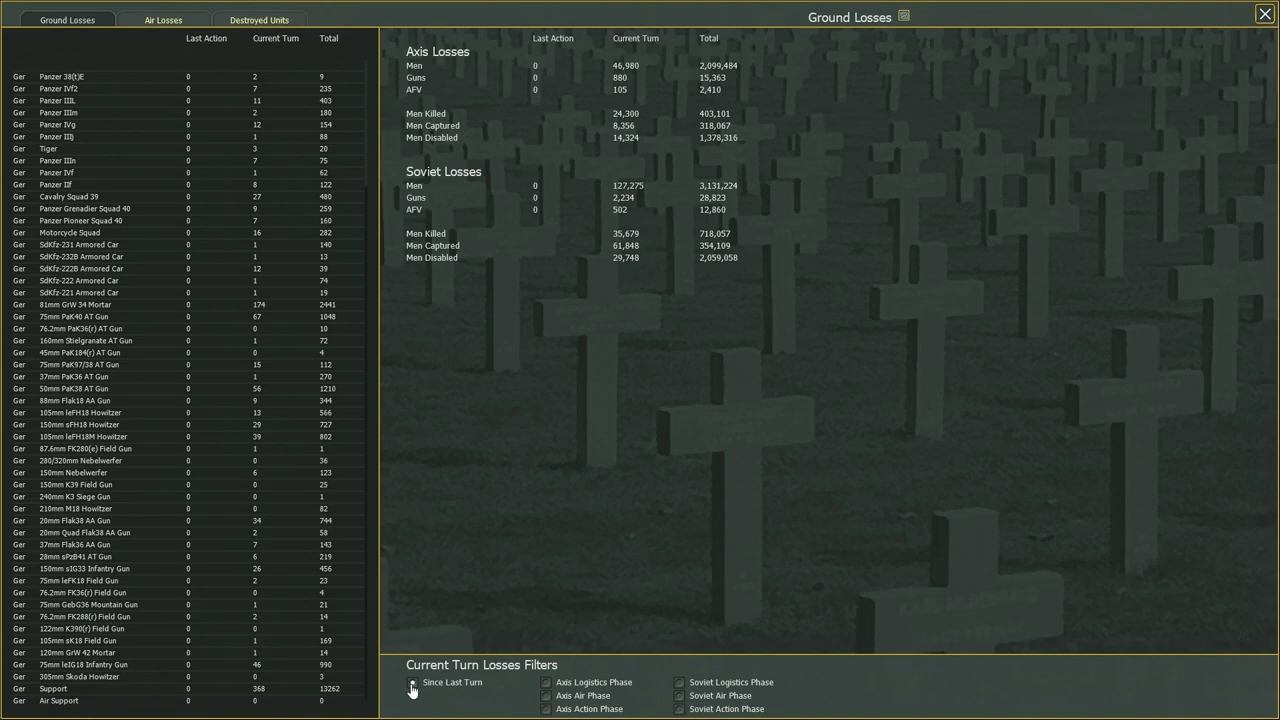 Ground Losses Air Losses Destroyed Units Ground Losses
Last Action Current Turn Total
Ger Panzer 38(t)E 0 2 9
Ger Panzer IVf2 0 7 235
Ger Panzer IIIL 0 11 403
Ger Panzer IIIm 0 2 180
Ger Panzer IVg 0 12 154
Ger Panzer IIIj 0 1 88
Ger Tiger 0 3 20
Ger Panzer IIIn 0 7 75
Ger Panzer IVf 0 1 62
Ger Panzer IIf 0 8 122
Ger Cavalry Squad 39 0 27 480
Ger Panzer Grenadier Squad 40 0 9 259
Ger Panzer Pioneer Squad 40 0 7 160
Ger Motorcycle Squad 0 16 282
Ger SdKfz-231 Armored Car 0 1 140
Ger SdKfz-232B Armored Car 0 1 13
Ger SdKfz-222B Armored Car 0 12 39
Ger SdKfz-222 Armored Car 0 1 74
Ger SdKfz-221 Armored Car 0 1 19
Ger 81mm GrW 34 Mortar 0 174 2441
Ger 75mm PaK40 AT Gun 0 67 1048
Ger 76.2mm PaK36(r) AT Gun 0 0 10
Ger 160mm Stielgranate AT Gun 0 1 72
Ger 45mm PaK184(r) AT Gun 0 0 4
Ger 75mm PaK97/38 AT Gun 0 15 112
Ger 37mm PaK36 AT Gun 0 1 270
Ger 50mm PaK38 AT Gun 0 56 1210
Ger 88mm Flak18 AA Gun 0 9 344
Ger 105mm leFH18 Howitzer 0 13 566
Ger 150mm sFH18 Howitzer 0 29 727
Ger 105mm leFH18M Howitzer 0 39 802
Ger 87.6mm FK280(e) Field Gun 0 1 1
Ger 280/320mm Nebelwerfer 0 0 36
Ger 150mm Nebelwerfer 0 6 123
Ger 150mm K39 Field Gun 0 0 25
Ger 240mm K3 Siege Gun 0 0 1
Ger 210mm M18 Howitzer 0 0 82
Ger 20mm Flak38 AA Gun 0 34 744
Ger 20mm Quad Flak38 AA Gun 0 2 58
Ger 37mm Flak36 AA Gun 0 7 143
Ger 28mm sPzB41 AT Gun 0 6 219
Ger 150mm sIG33 Infantry Gun 0 26 456
Ger 75mm leFK18 Field Gun 0 2 23
Ger 76.2mm FK36(r) Field Gun 0 0 4
Ger 75mm GebG36 Mountain Gun 0 1 21
Ger 76.2mm FK288(r) Field Gun 0 2 14
Ger 122mm K390(r) Field Gun 0 0 1
Ger 105mm sK18 Field Gun 0 1 169
Ger 120mm GrW 42 Mortar 0 1 14
Ger 75mm leIG18 Infantry Gun 0 46 990
Ger 305mm Skoda Howitzer 0 0 3
Ger Support 0 368 13262
Ger Air Support 0 0 0
Last Action Current Turn Total
Axis Losses
Men 0 46,980 2,099,484
Guns 0 880 15,363
AFV 0 105 2,410
Men Killed 24,300 403,101
Men Captured 8,356 318,067
Men Disabled 14,324 1,378,316
Soviet Losses
Men 0 127,275 3,131,224
Guns 0 2,234 28,823
AFV 0 502 12,860
Men Killed 35,679 718,057
Men Captured 61,848 354,109
Men Disabled 29,748 2,059,058
Current Turn Losses Filters
Since Last Turn Axis Logistics Phase Soviet Logistics Phase
Axis Air Phase Soviet Air Phase
Axis Action Phase Soviet Action Phase